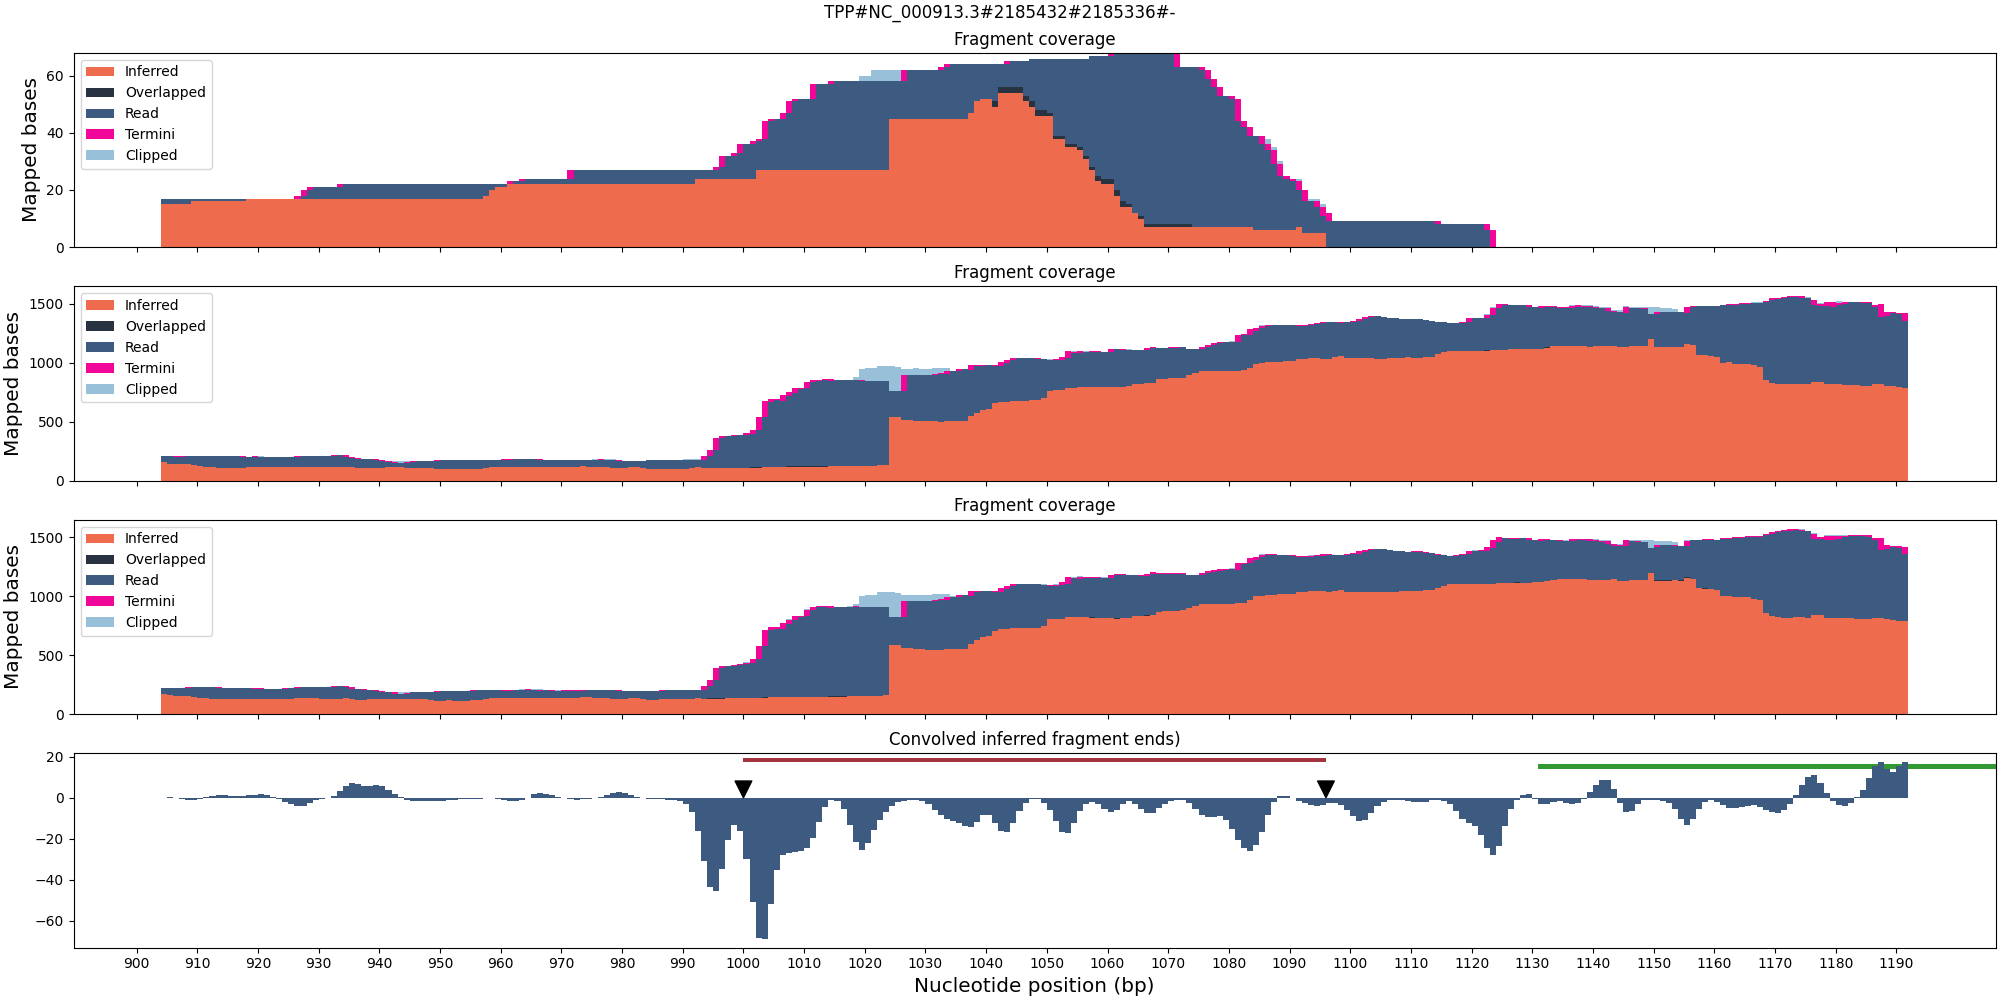 TPP#NC_000913.3#2185432#2185336#-
Fragment coverage
Mapped bases
60
40
20
0
Inferred
Overlapped
Read
Termini
Clipped
Fragment coverage
Mapped bases
1500
1000
500
0
Inferred
Overlapped
Read
Termini
Clipped
Fragment coverage
Mapped bases
1500
1000
500
0
Inferred
Overlapped
Read
Termini
Clipped
Convolved inferred fragment ends)
20
0
−20
−40
−60
900 910 920 930 940 950 960 970 980 990 1000 1010 1020 1030 1040 1050 1060 1070 1080 1090 1100 1110 1120 1130 1140 1150 1160 1170 1180 1190
Nucleotide position (bp)